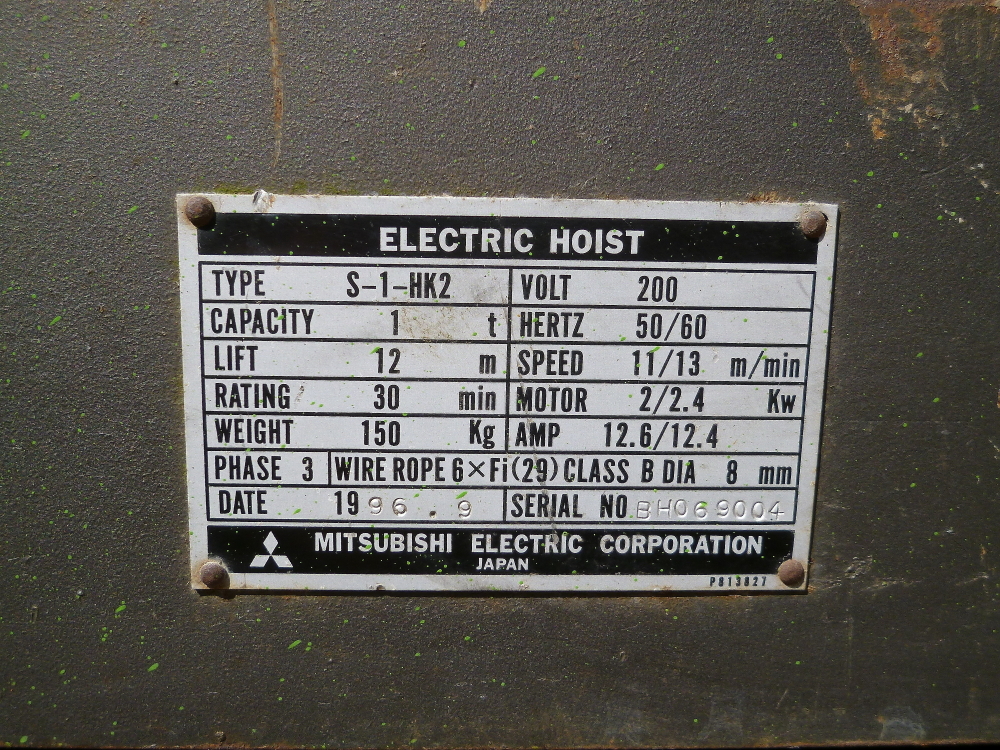 ELECTRIC HOIST
TYPE S-1-HK2 VOLT 200
CAPACITY 1 t HERTZ 50/60
LIFT 12 m SPEED 11/13 m/min
RATING 30 min MOTOR 2/2.4 Kw
WEIGHT 150 Kg AMP 12.6/12.4
PHASE 3 WIRE ROPE 6×Fi(29) CLASS B DIA 8 mm
DATE 1996.9 SERIAL NO BH069004
MITSUBISHI ELECTRIC CORPORATION
JAPAN
P813827